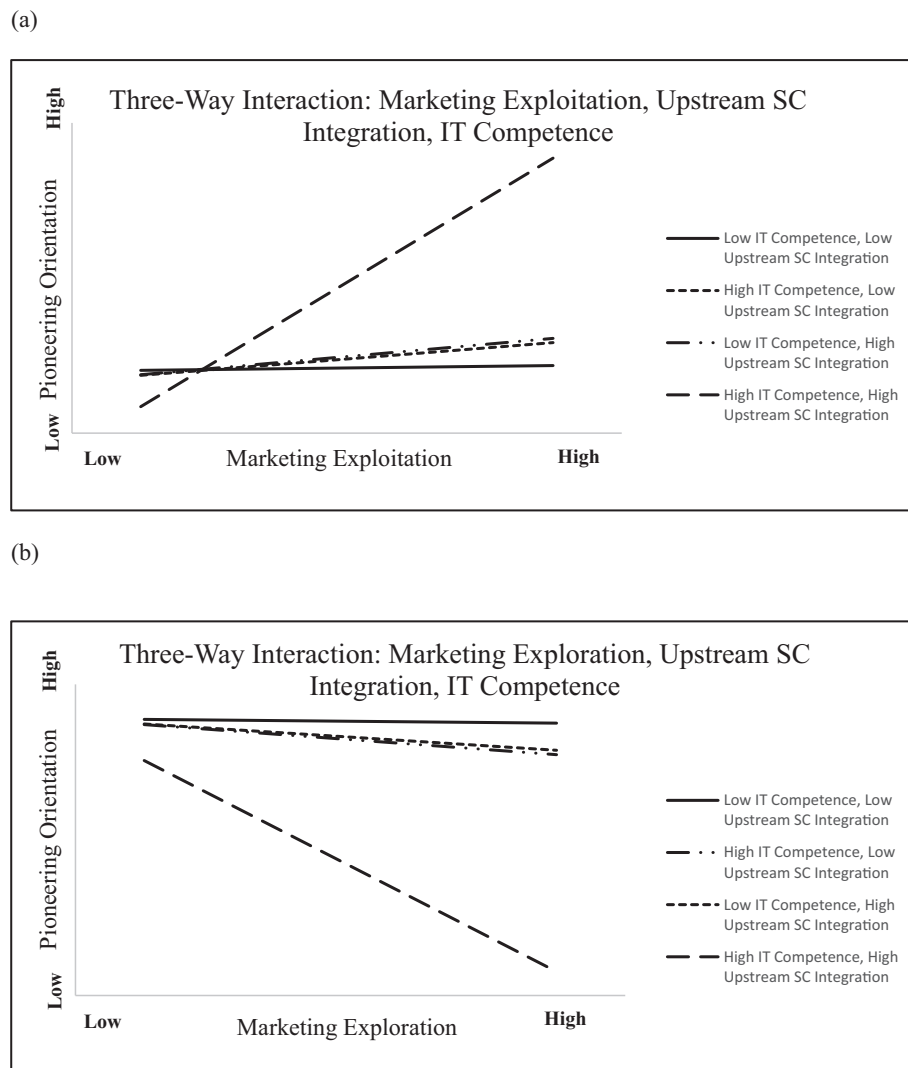 (a)
Three-Way Interaction: Marketing Exploitation, Upstream SC
Integration, IT Competence
High
Pioneering Orientation
Low
Low
Marketing Exploitation
High
Low IT Competence, Low
Upstream SC Integration
High IT Competence, Low
Upstream SC Integration
Low IT Competence, High
Upstream SC Integration
High IT Competence, High
Upstream SC Integration
(b)
Three-Way Interaction: Marketing Exploration, Upstream SC
Integration, IT Competence
High
Pioneering Orientation
Low
Low
Marketing Exploration
High
Low IT Competence, Low
Upstream SC Integration
High IT Competence, Low
Upstream SC Integration
Low IT Competence, High
Upstream SC Integration
High IT Competence, High
Upstream SC Integration